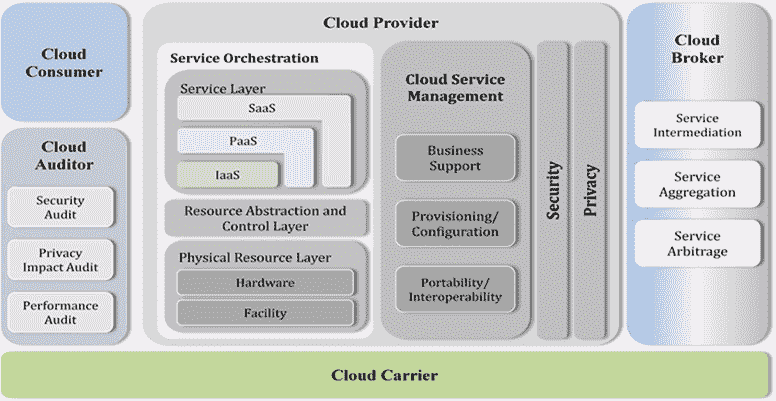 Cloud
Consumer
Cloud
Auditor
Security
Audit
Privacy
Impact Audit
Performance
Audit
Cloud Provider
Service Orchestration
Service Layer
SaaS
PaaS
IaaS
Resource Abstraction and
Control Layer
Physical Resource Layer
Hardware
Facility
Cloud Service
Management
Business
Support
Provisioning/
Configuration
Portability/
Interoperability
Security
Privacy
Cloud
Broker
Service
Intermediation
Service
Aggregation
Service
Arbitrage
Cloud Carrier